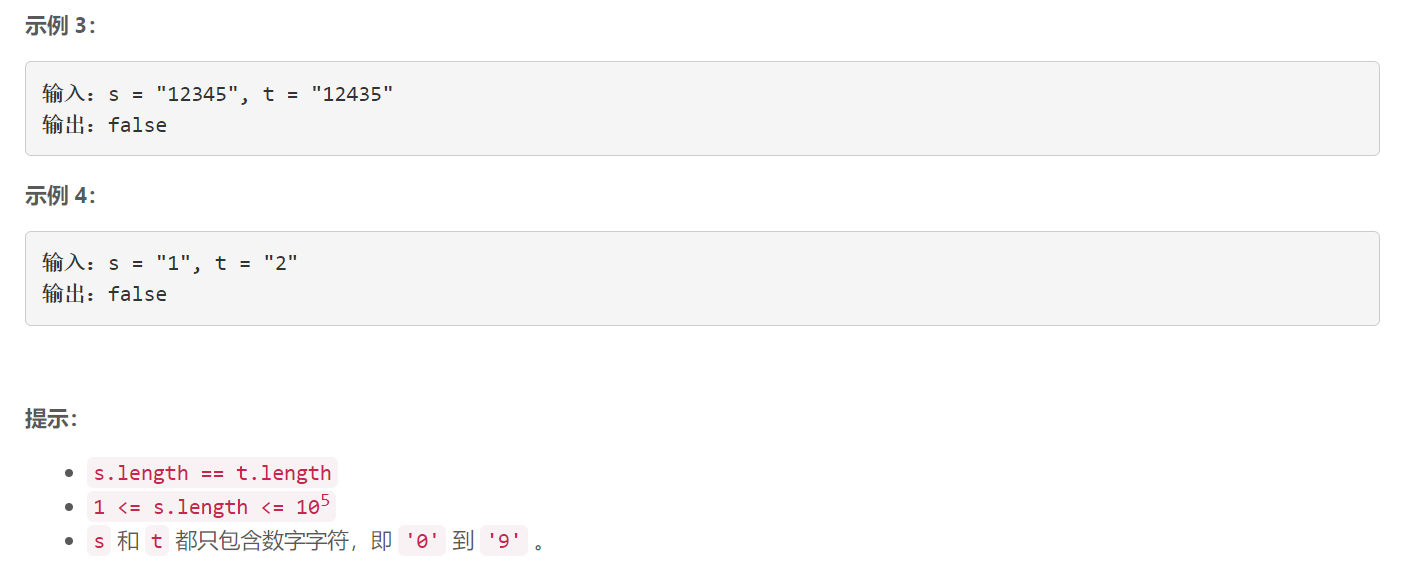 示例 3：
输入：s = "12345", t = "12435"
输出：false
示例 4：
输入：s = "1", t = "2"
输出：false
提示：
s.length == t.length
1 <= s.length <= 10⁵
s 和 t 都只包含数字字符，即 '0' 到 '9' 。